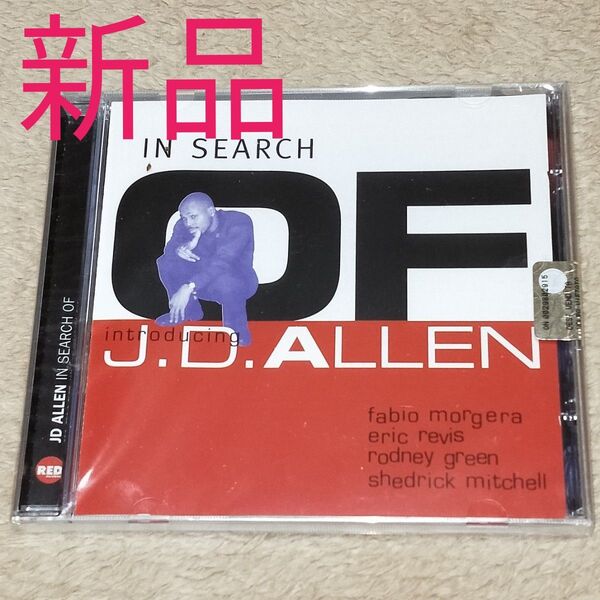 新品
IN SEARCH
OF
introducing
J.D.ALLEN
fabio morgera
eric revis
rodney green
shedrick mitchell
JD ALLEN IN SEARCH OF
RED